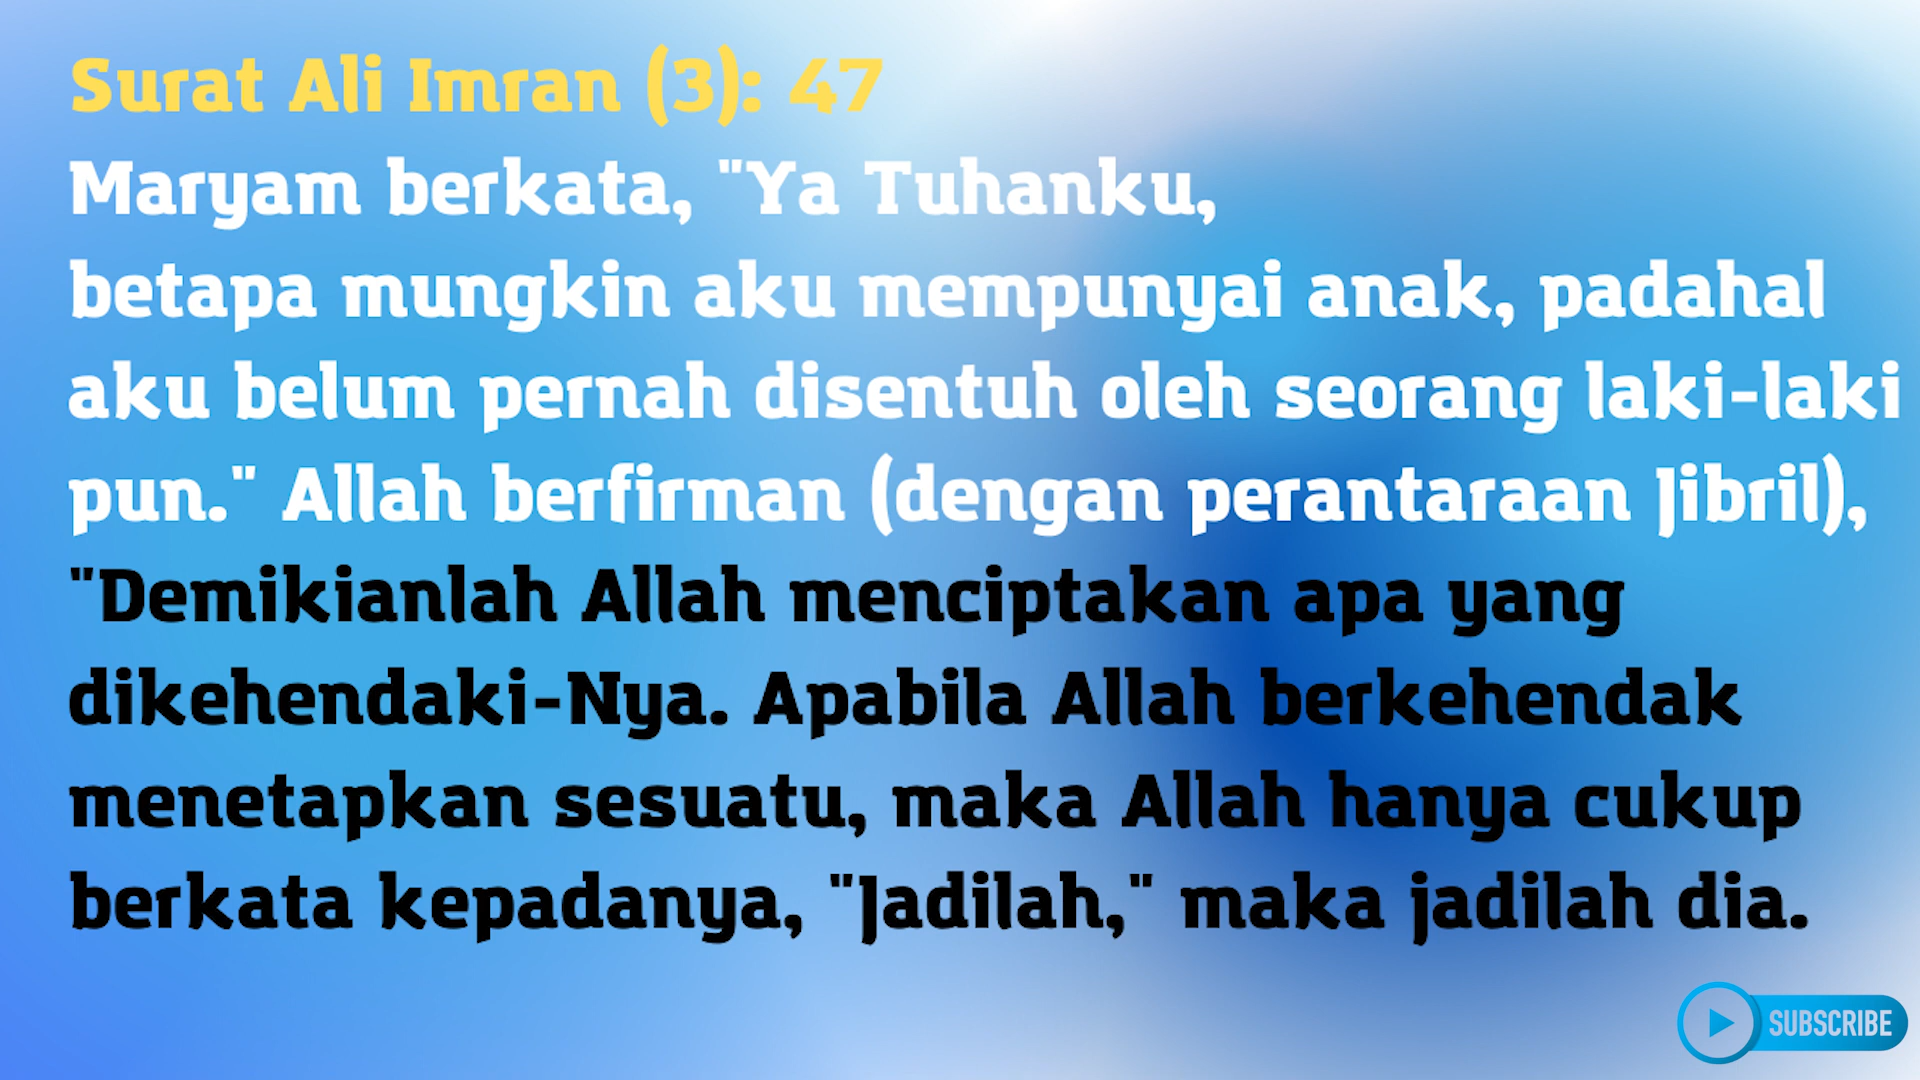 Surat Ali Imran (3): 47
Maryam berkata, "Ya Tuhanku,
betapa mungkin aku mempunyai anak, padahal
aku belum pernah disentuh oleh seorang laki-laki
pun." Allah berfirman (dengan perantaraan Jibril),
"Demikianlah Allah menciptakan apa yang
dikehendaki-Nya. Apabila Allah berkehendak
menetapkan sesuatu, maka Allah hanya cukup
berkata kepadanya, "Jadilah," maka jadilah dia.
SUBSCRIBE